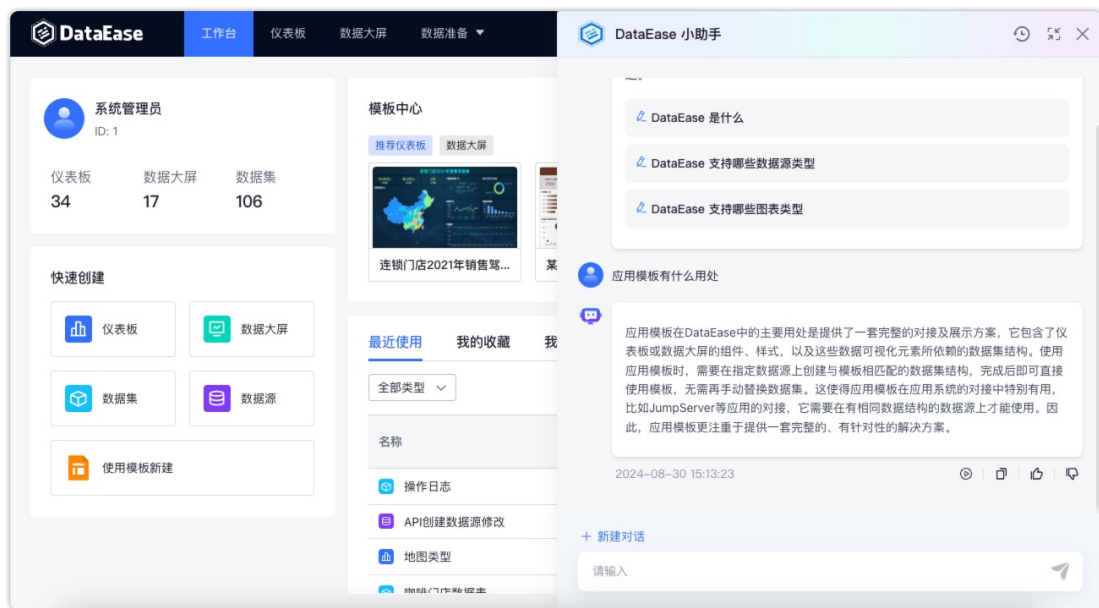 DataEase
工作台
仪表板
数据大屏
数据准备
系统管理员
ID: 1
仪表板
数据大屏
数据集
34
17
106
快速创建
仪表板
数据大屏
数据集
数据源
使用模板新建
模板中心
推荐仪表板
数据大屏
连锁门店2021年销售驾...
某
最近使用
我的收藏
我
全部类型
名称
操作日志
API创建数据源修改
地图类型
咖啡门店数据表
DataEase 小助手
DataEase 是什么
DataEase 支持哪些数据源类型
DataEase 支持哪些图表类型
应用模板有什么用处
应用模板在DataEase中的主要用处是提供了一套完整的对接及展示方案，它包含了仪
表板或数据大屏的组件、样式，以及这些数据可视化元素所依赖的数据集结构。使用
应用模板时，需要在指定数据源上创建与模板相匹配的数据集结构，完成后即可直接
使用模板，无需再手动替换数据集。这使得应用模板在应用系统的对接中特别有用，
比如JumpServer等应用的对接，它需要在有相同数据结构的数据源上才能使用。因
此，应用模板更注重于提供一套完整的、有针对性的解决方案。
2024-08-30 15:13:23
新建对话
请输入